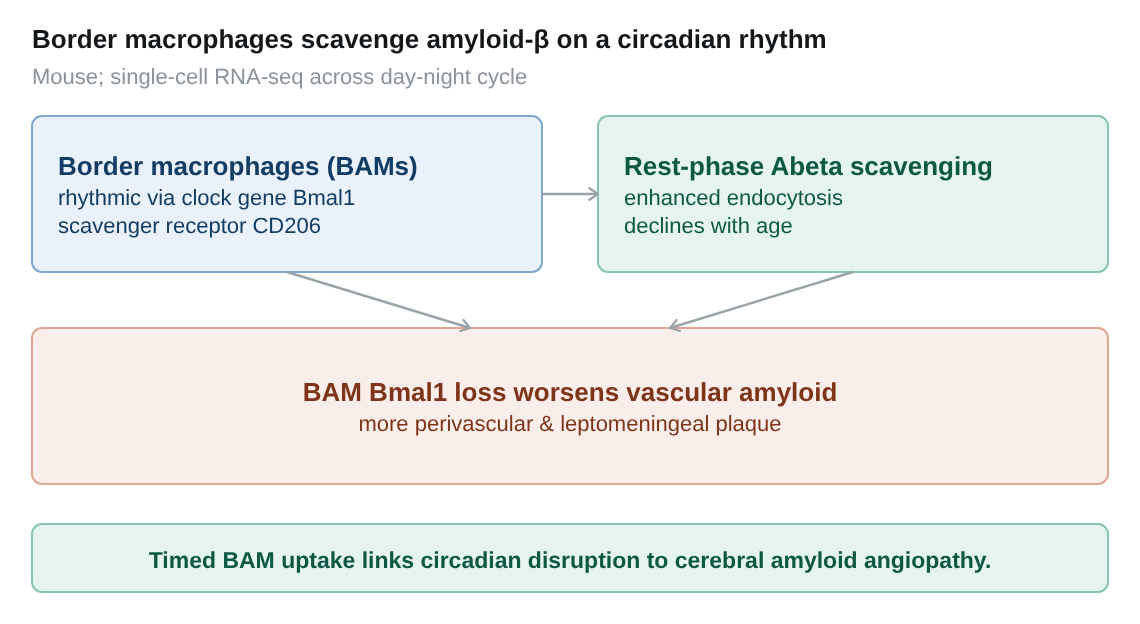 Border macrophages scavenge amyloid-β on a circadian rhythm
Mouse; single-cell RNA-seq across day-night cycle
Border macrophages (BAMs)
rhythmic via clock gene Bmal1
scavenger receptor CD206
Rest-phase Abeta scavenging
enhanced endocytosis
declines with age
BAM Bmal1 loss worsens vascular amyloid
more perivascular & leptomeningeal plaque
Timed BAM uptake links circadian disruption to cerebral amyloid angiopathy.